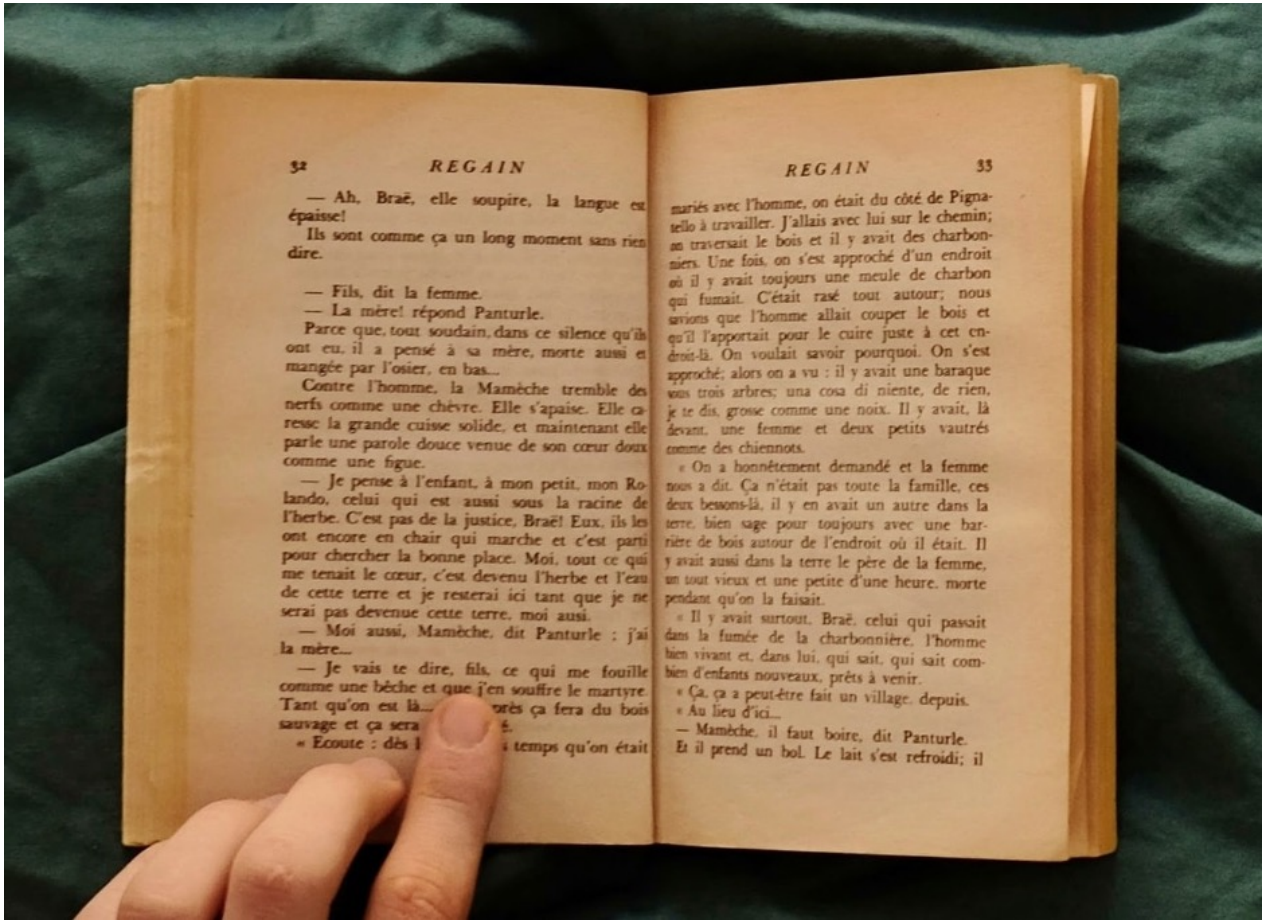 32 REGAIN
— Ah, Braë, elle soupire, la langue est
épaisse!
Ils sont comme ça un long moment sans rien
dire.
— Fils, dit la femme.
— La mère! répond Panturle.
Parce que, tout soudain, dans ce silence qu'ils
ont eu, il a pensé à sa mère, morte aussi et
mangée par l'osier, en bas...
Contre l'homme, la Mamèche tremble des
nerfs comme une chèvre. Elle s'apaise. Elle ca-
resse la grande cuisse solide, et maintenant elle
parle une parole douce venue de son cœur doux
comme une figue.
— Je pense à l'enfant, à mon petit, mon Ro-
lando, celui qui est aussi sous la racine de
l'herbe. C'est pas de la justice, Braë! Eux, ils les
ont encore en chair qui marche et c'est parti
pour chercher la bonne place. Moi, tout ce qui
me tenait le cœur, c'est devenu l'herbe et l'eau
de cette terre et je resterai ici tant que je ne
serai pas devenue cette terre, moi ausi.
— Moi aussi, Mamèche, dit Panturle : j'ai
la mère...
— Je vais te dire, fils, ce qui me fouille
comme une bêche et que j'en souffre le martyre.
Tant qu'on est là... près ça fera du bois
sauvage et ça sera
« Ecoute : dès temps qu'on était
REGAIN 33
mariés avec l'homme, on était du côté de Pigna-
tello à travailler. J'allais avec lui sur le chemin;
on traversait le bois et il y avait des charbon-
niers. Une fois, on s'est approché d'un endroit
où il y avait toujours une meule de charbon
qui fumait. C'était rasé tout autour; nous
savions que l'homme allait couper le bois et
qu'il l'apportait pour le cuire juste à cet en-
droit-là. On voulait savoir pourquoi. On s'est
approché; alors on a vu : il y avait une baraque
sous trois arbres; una cosa di niente, de rien,
je te dis, grosse comme une noix. Il y avait, là
devant, une femme et deux petits vautrés
comme des chiennots.
« On a honnêtement demandé et la femme
nous a dit. Ça n'était pas toute la famille, ces
deux bessons-là, il y en avait un autre dans la
terre, bien sage pour toujours avec une bar-
rière de bois autour de l'endroit où il était. Il
y avait aussi dans la terre le père de la femme,
un tout vieux et une petite d'une heure, morte
pendant qu'on la faisait.
« Il y avait surtout, Braë, celui qui passait
dans la fumée de la charbonnière, l'homme
bien vivant et, dans lui, qui sait, qui sait com-
bien d'enfants nouveaux, prêts à venir.
« Ça, ça a peut-être fait un village, depuis.
« Au lieu d'ici...
— Mamèche, il faut boire, dit Panturle.
Et il prend un bol. Le lait s'est refroidi; il